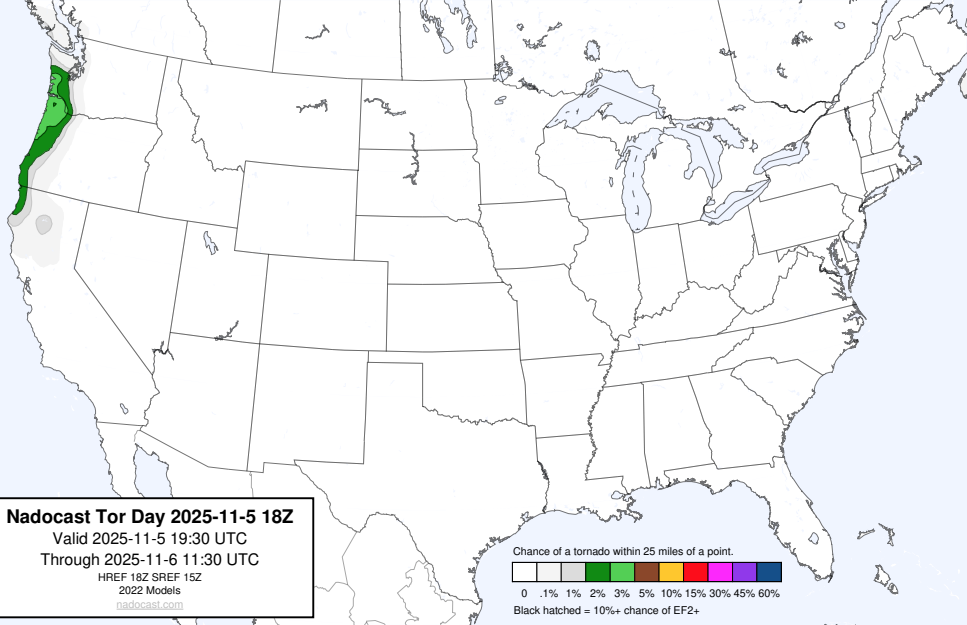 Nadocast Tor Day 2025-11-5 18Z
Valid 2025-11-5 19:30 UTC
Through 2025-11-6 11:30 UTC
HREF 18Z SREF 15Z
2022 Models
nadocast.com
Chance of a tornado within 25 miles of a point.
0 .1% 1% 2% 3% 5% 10% 15% 30% 45% 60%
Black hatched = 10%+ chance of EF2+